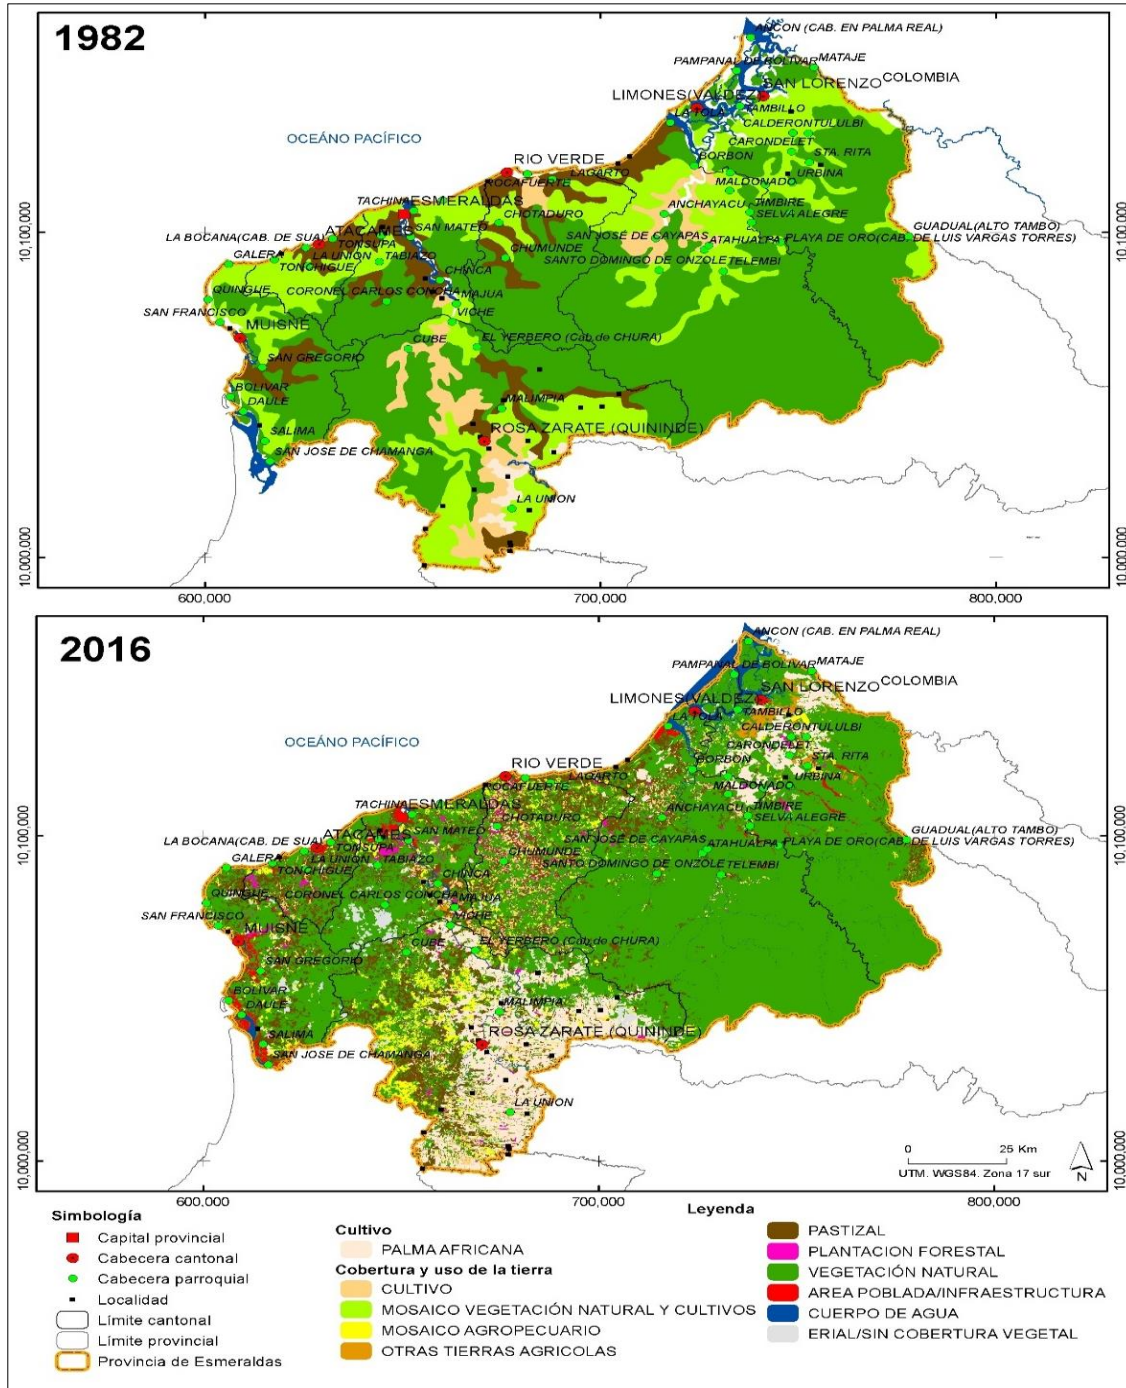 1982
ANCON (CAB. EN PALMA REAL)
PAMPANAL DE BOLIVAR
MATAJE
COLOMBIA
SAN LORENZO
LIMONES(VALDEZ)
LA TOLA
TAMBILLO
OCEÁNO PACÍFICO
CALDERON
TULULBI
CARONDELET
RIO VERDE
BORBON
STA. RITA
LAGARTO
URBINA
ROCAFUERTE
MALDONADO
TACHINA
ESMERALDAS
ANCHAYACU
TIMBIRE
CHOTADURO
SELVA ALEGRE
GUADUAL(ALTO TAMBO)
SAN MATEO
ATACAMES
LA BOCANA(CAB. DE SUA)
TONSUPA
SAN JOSÉ DE CAYAPAS
ATAHUALPA
PLAYA DE ORO(CAB. DE LUIS VARGAS TORRES)
CHUMUNDE
GALERA
LA UNION
TABIAZO
SANTO DOMINGO DE ONZOLE
TELEMBI
TONCHIGUE
CHINCA
QUINGUE
CORONEL CARLOS CONCHA
MAJUA
SAN FRANCISCO
VICHE
MUISNE
CUBE
EL YERBERO (Cab.de CHURA)
SAN GREGORIO
BOLIVAR
DAULE
MALIMPIA
SALIMA
ROSA ZARATE (QUININDE)
SAN JOSE DE CHAMANGA
LA UNION
10,100,000
10,000,000
10,100,000
10,000,000
600,000
700,000
800,000
2016
ANCON (CAB. EN PALMA REAL)
PAMPANAL DE BOLIVAR
MATAJE
COLOMBIA
SAN LORENZO
LIMONES(VALDEZ)
LA TOLA
TAMBILLO
OCEÁNO PACÍFICO
CALDERON
TULULBI
CARONDELET
RIO VERDE
BORBON
STA. RITA
LAGARTO
URBINA
ROCAFUERTE
MALDONADO
TACHINA
ESMERALDAS
ANCHAYACU
TIMBIRE
CHOTADURO
SELVA ALEGRE
GUADUAL(ALTO TAMBO)
SAN MATEO
ATACAMES
LA BOCANA(CAB. DE SUA)
TONSUPA
SAN JOSÉ DE CAYAPAS
ATAHUALPA
PLAYA DE ORO(CAB. DE LUIS VARGAS TORRES)
CHUMUNDE
GALERA
LA UNION
TABIAZO
SANTO DOMINGO DE ONZOLE
TELEMBI
TONCHIGUE
CHINCA
QUINGUE
CORONEL CARLOS CONCHA
MAJUA
SAN FRANCISCO
VICHE
MUISNE
CUBE
EL YERBERO (Cab.de CHURA)
SAN GREGORIO
BOLIVAR
DAULE
MALIMPIA
SALIMA
ROSA ZARATE (QUININDE)
SAN JOSE DE CHAMANGA
LA UNION
0 25 Km
UTM. WGS84. Zona 17 sur
N
10,100,000
10,000,000
10,100,000
10,000,000
600,000
700,000
800,000
Simbología
Capital provincial
Cabecera cantonal
Cabecera parroquial
Localidad
Límite cantonal
Límite provincial
Provincia de Esmeraldas
Leyenda
Cultivo
PALMA AFRICANA
Cobertura y uso de la tierra
CULTIVO
MOSAICO VEGETACIÓN NATURAL Y CULTIVOS
MOSAICO AGROPECUARIO
OTRAS TIERRAS AGRICOLAS
PASTIZAL
PLANTACION FORESTAL
VEGETACIÓN NATURAL
AREA POBLADA/INFRAESTRUCTURA
CUERPO DE AGUA
ERIAL/SIN COBERTURA VEGETAL